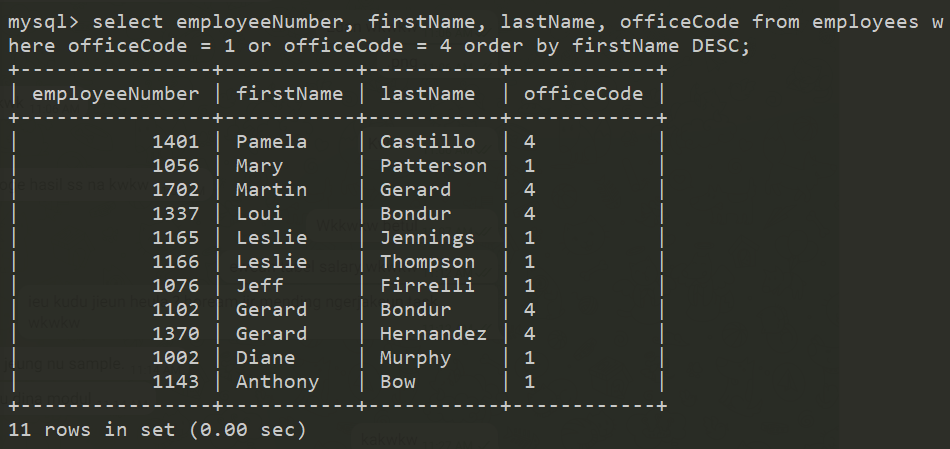 mysql> select employeeNumber, firstName, lastName, officeCode from employees w
here officeCode = 1 or officeCode = 4 order by firstName DESC;
+----------------+-----------+-----------+------------+
| employeeNumber | firstName | lastName | officeCode |
+----------------+-----------+-----------+------------+
| 1401 | Pamela | Castillo | 4 |
| 1056 | Mary | Patterson | 1 |
| 1702 | Martin | Gerard | 4 |
| 1337 | Loui | Bondur | 4 |
| 1165 | Leslie | Jennings | 1 |
| 1166 | Leslie | Thompson | 1 |
| 1076 | Jeff | Firrelli | 1 |
| 1102 | Gerard | Bondur | 4 |
| 1370 | Gerard | Hernandez | 4 |
| 1002 | Diane | Murphy | 1 |
| 1143 | Anthony | Bow | 1 |
+----------------+-----------+-----------+------------+
11 rows in set (0.00 sec)